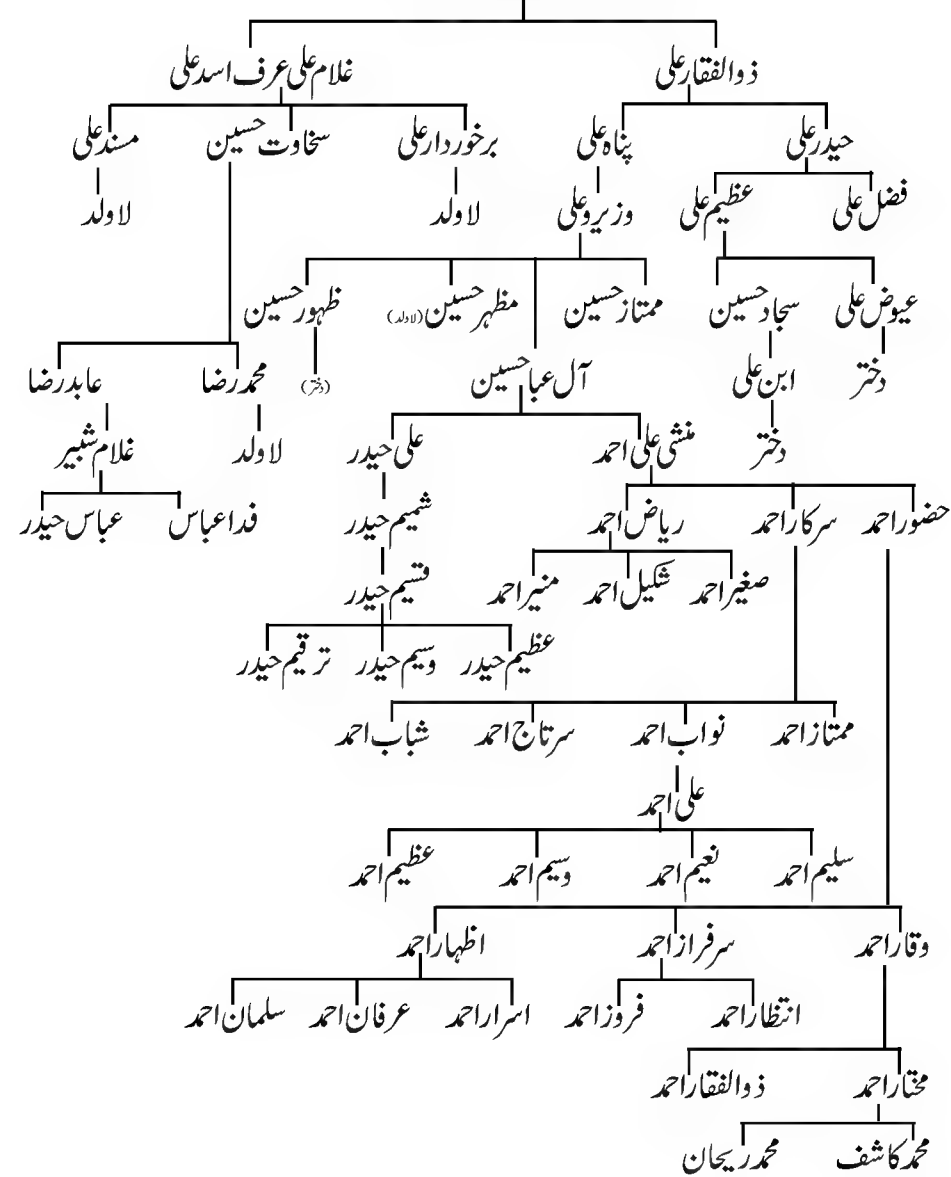 ذوالفقار علی غلام علی عرف اسد علی
حیدر علی پناہ علی برخوردار علی سخاوت حسین مسند علی
فضل علی عظیم علی وزیر و علی لاولد لاولد
عیوض علی سجاد حسین ممتاز حسین مظہر حسین (لاولد) ظہور حسین
دختر ابن علی آل عبا حسین (دختر) محمد رضا عابد رضا
دختر منشی علی احمد علی حیدر لاولد غلام شبیر
حضور احمد سرکار احمد ریاض احمد شمیم حیدر فدا عباس عباس حیدر
صغیر احمد شکیل احمد منیر احمد قسیم حیدر
عظیم حیدر وسیم حیدر ترقیم حیدر
ممتاز احمد نواب احمد سرتاج احمد شباب احمد
علی احمد
سلیم احمد نعیم احمد وسیم احمد عظیم احمد
وقار احمد سرفراز احمد اظہار احمد
انتظار احمد فروز احمد اسرار احمد عرفان احمد سلمان احمد
مختار احمد ذوالفقار احمد
محمد کاشف محمد ریحان